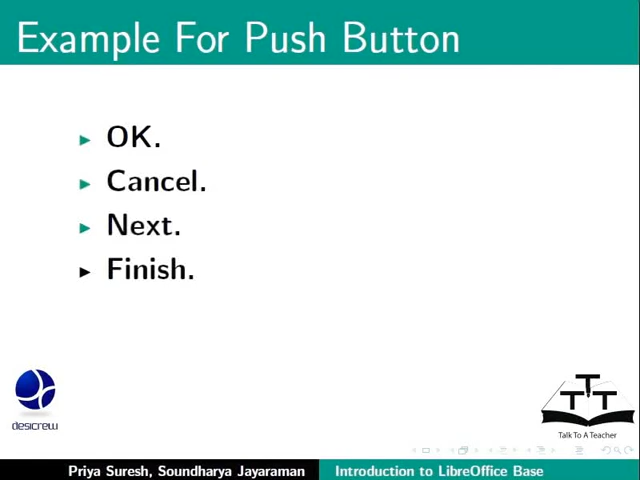 Example For Push Button
OK.
Cancel.
Next.
Finish.
desicrew
T T T
Talk To A Teacher
Priya Suresh, Soundharya Jayaraman
Introduction to LibreOffice Base